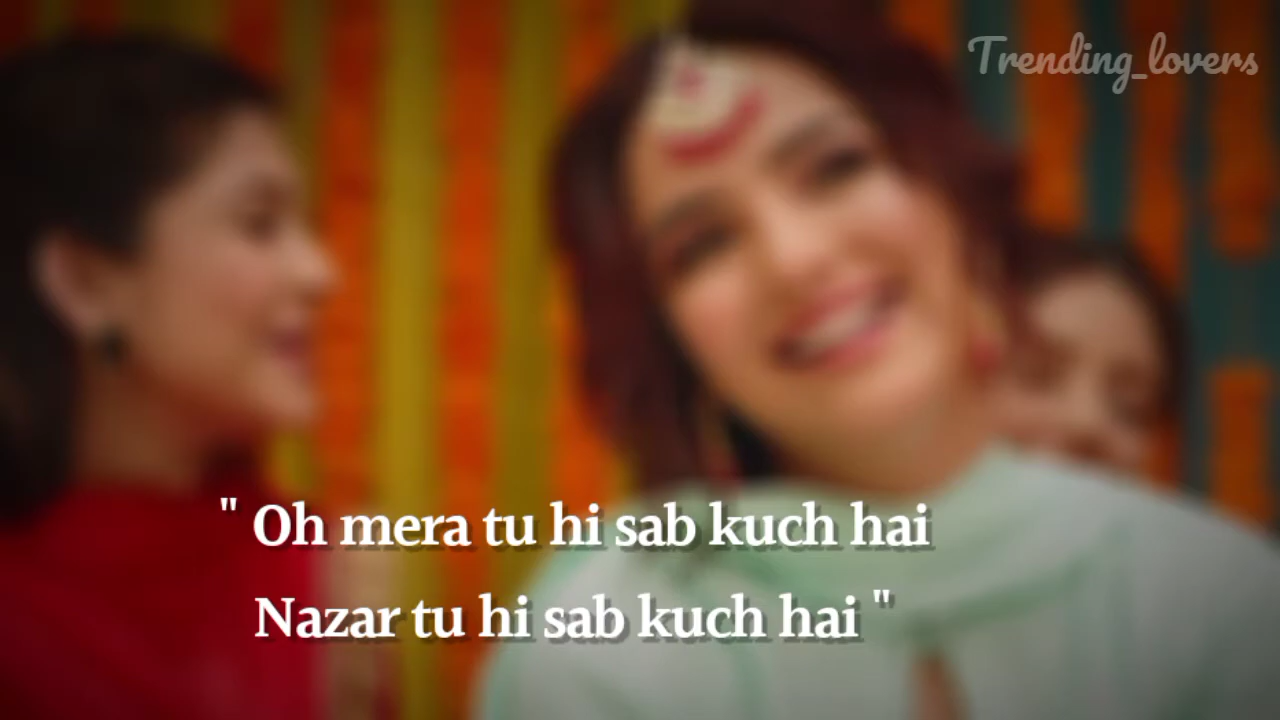 Trending_lovers
" Oh mera tu hi sab kuch hai
Nazar tu hi sab kuch hai "